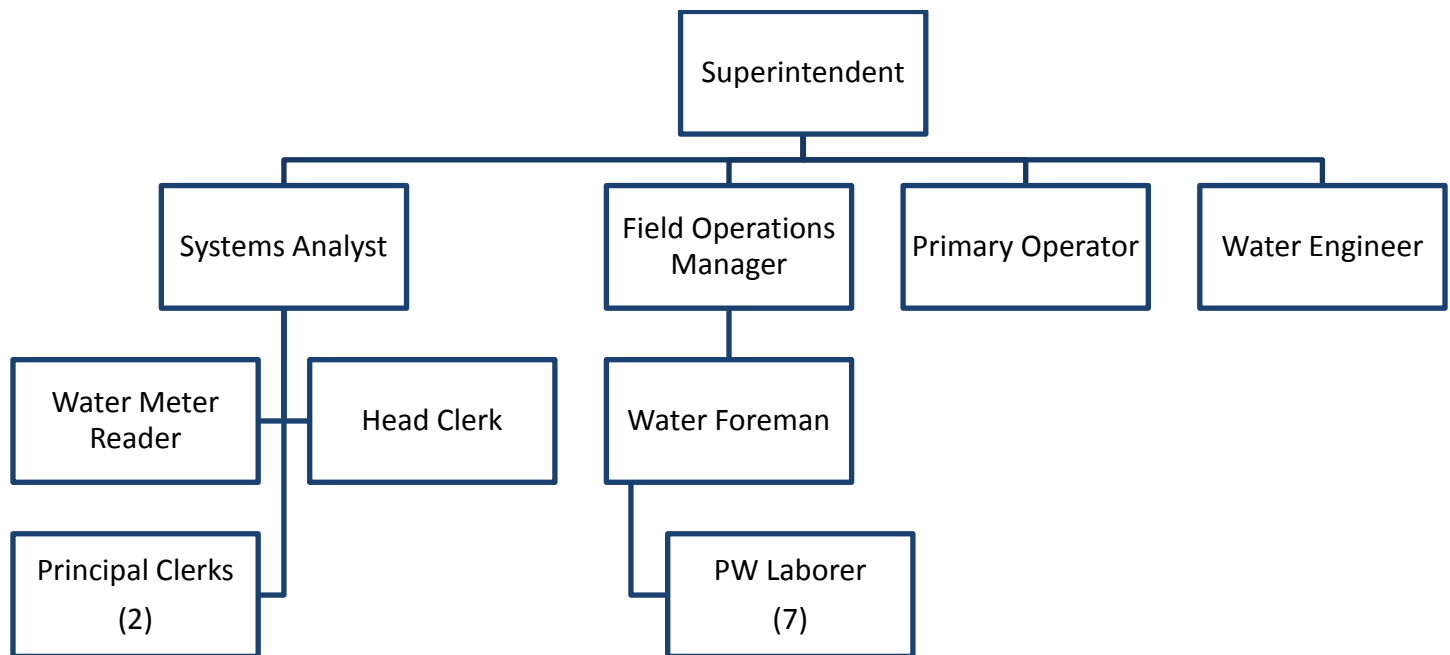 Superintendent
Systems Analyst
Field Operations
Manager
Primary Operator
Water Engineer
Water Meter
Reader
Head Clerk
Water Foreman
Principal Clerks
(2)
PW Laborer
(7)